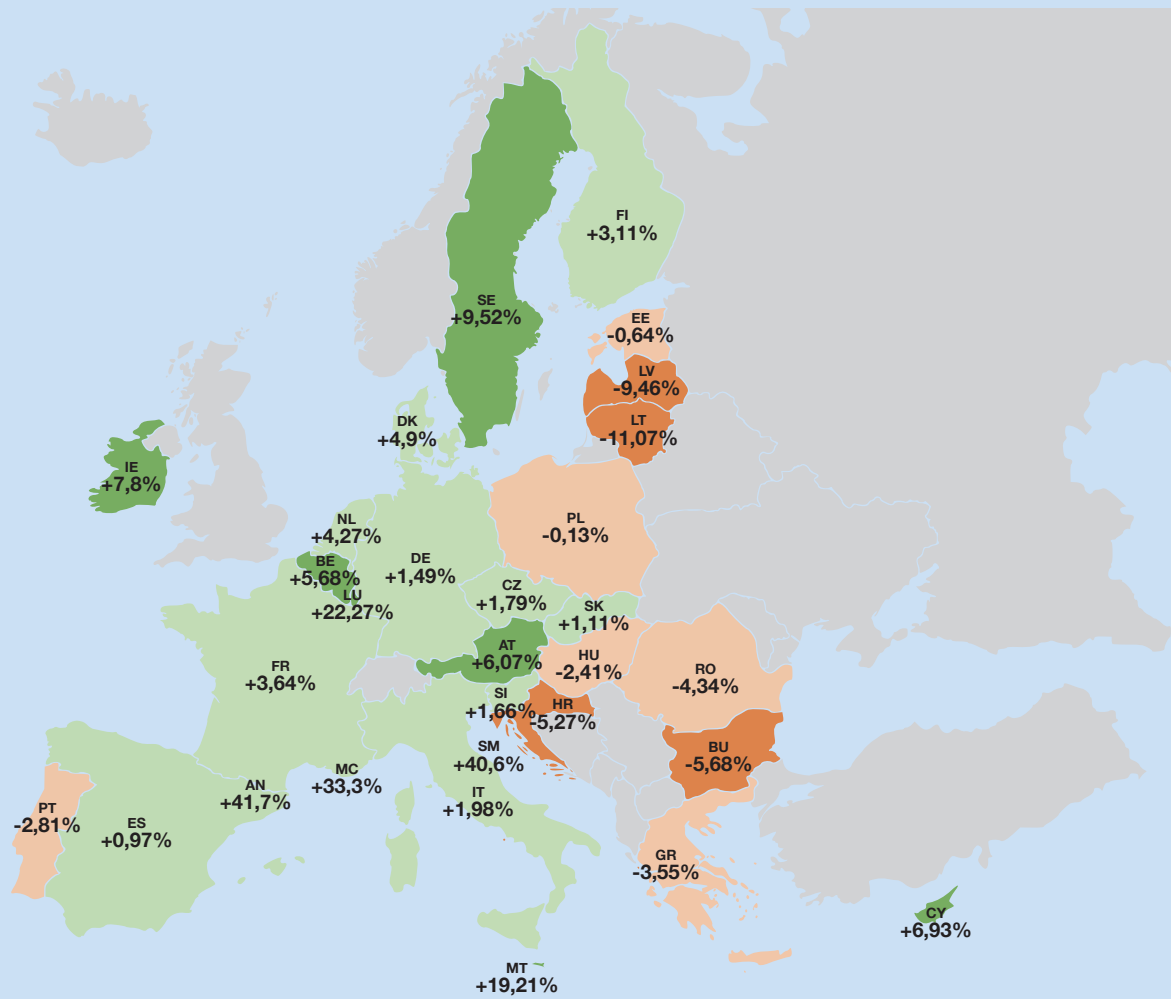 FI
+3,11%
SE
+9,52%
EE
-0,64%
LV
-9,46%
LT
-11,07%
DK
+4,9%
IE
+7,8%
NL
+4,27%
PL
-0,13%
BE
+5,68%
DE
+1,49%
LU
+22,27%
CZ
+1,79%
SK
+1,11%
AT
+6,07%
HU
-2,41%
FR
+3,64%
RO
-4,34%
SI
+1,66%
HR
-5,27%
SM
+40,6%
BU
-5,68%
MC
+33,3%
AN
+41,7%
IT
+1,98%
PT
-2,81%
ES
+0,97%
GR
-3,55%
CY
+6,93%
MT
+19,21%